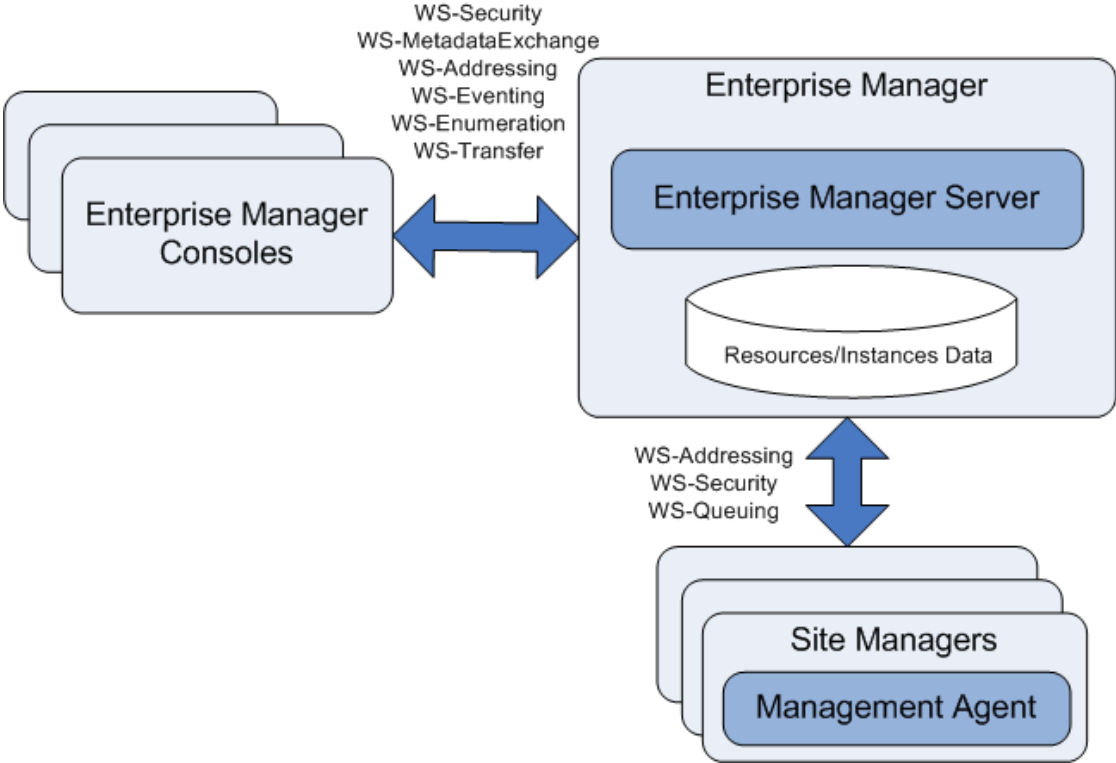 WS-Security
WS-MetadataExchange
WS-Addressing
WS-Eventing
WS-Enumeration
WS-Transfer
Enterprise Manager
Consoles
Enterprise Manager
Enterprise Manager Server
Resources/Instances Data
WS-Addressing
WS-Security
WS-Queuing
Site Managers
Management Agent